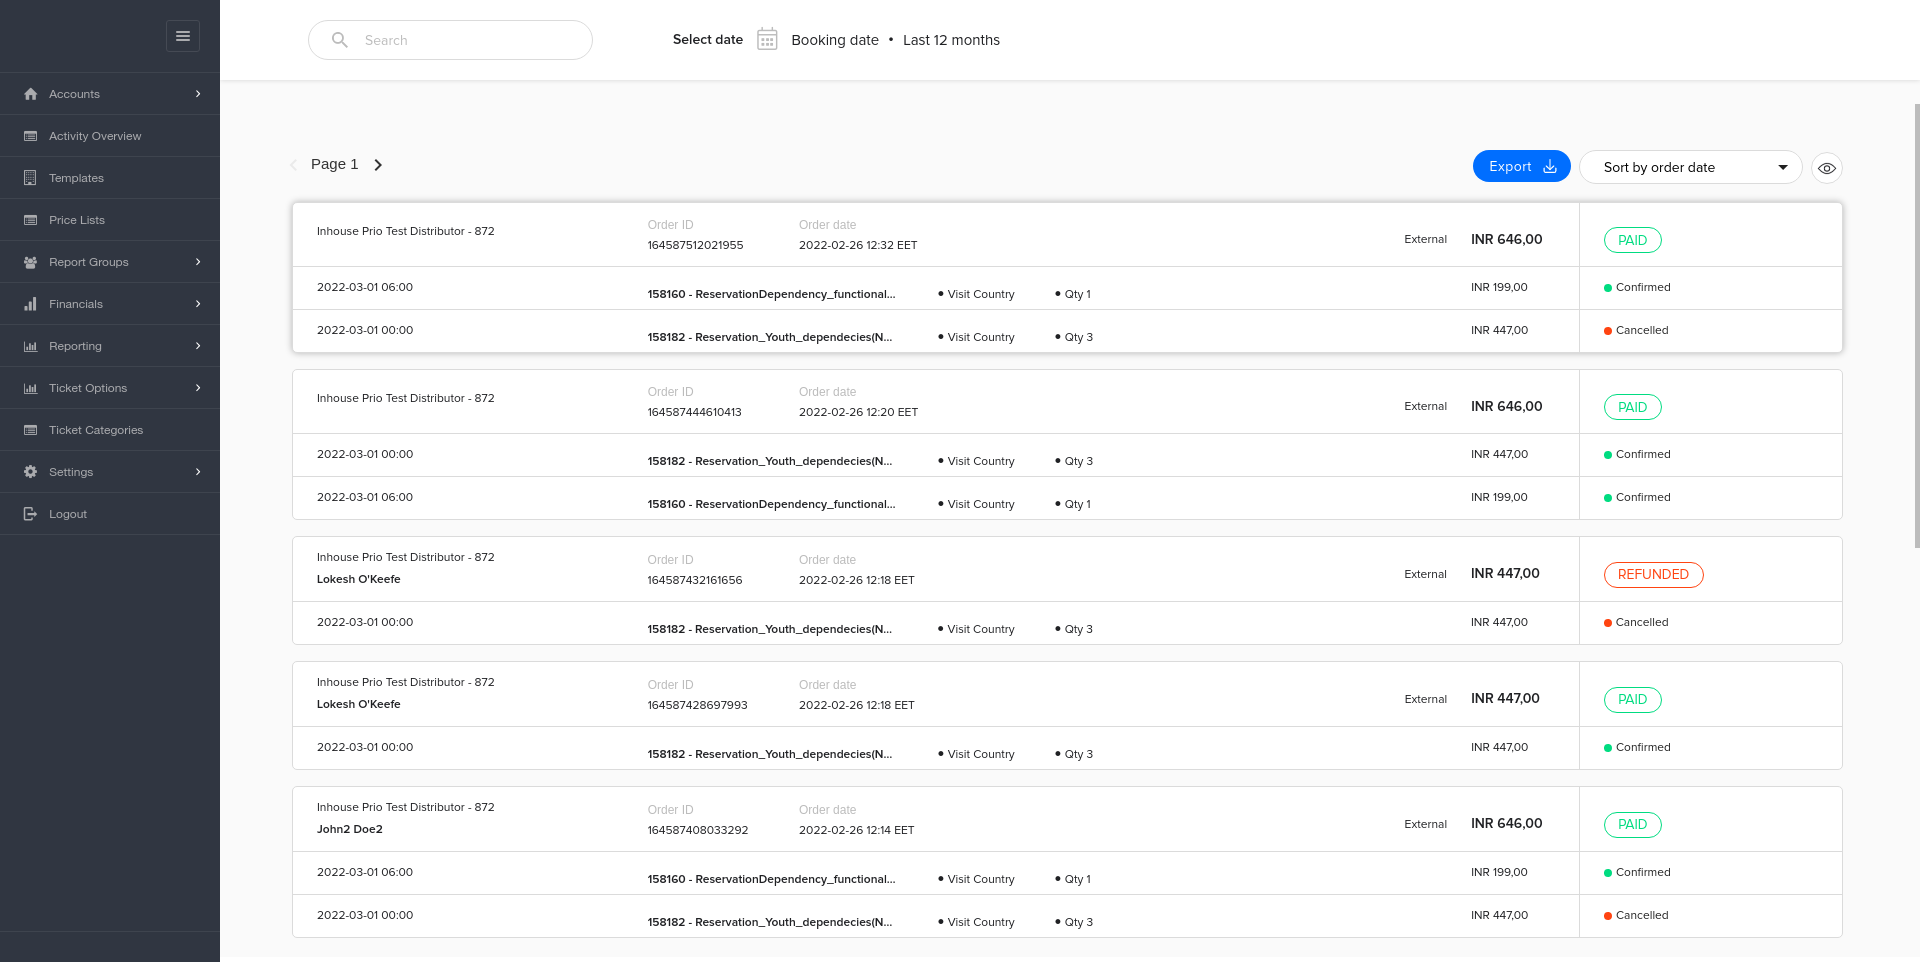 Search
Select date Booking date • Last 12 months
Accounts
Activity Overview
Templates
Price Lists
Report Groups
Financials
Reporting
Ticket Options
Ticket Categories
Settings
Logout
Page 1
Export
Sort by order date
Inhouse Prio Test Distributor - 872
Order ID
164587512021955
Order date
2022-02-26 12:32 EET
External INR 646,00
PAID
2022-03-01 06:00
158160 - ReservationDependency_functional...
• Visit Country
• Qty 1
INR 199,00
Confirmed
2022-03-01 00:00
158182 - Reservation_Youth_dependecies(N...
• Visit Country
• Qty 3
INR 447,00
Cancelled
Inhouse Prio Test Distributor - 872
Order ID
164587444610413
Order date
2022-02-26 12:20 EET
External INR 646,00
PAID
2022-03-01 00:00
158182 - Reservation_Youth_dependecies(N...
• Visit Country
• Qty 3
INR 447,00
Confirmed
2022-03-01 06:00
158160 - ReservationDependency_functional...
• Visit Country
• Qty 1
INR 199,00
Confirmed
Inhouse Prio Test Distributor - 872
Lokesh O'Keefe
Order ID
164587432161656
Order date
2022-02-26 12:18 EET
External INR 447,00
REFUNDED
2022-03-01 00:00
158182 - Reservation_Youth_dependecies(N...
• Visit Country
• Qty 3
INR 447,00
Cancelled
Inhouse Prio Test Distributor - 872
Lokesh O'Keefe
Order ID
164587428697993
Order date
2022-02-26 12:18 EET
External INR 447,00
PAID
2022-03-01 00:00
158182 - Reservation_Youth_dependecies(N...
• Visit Country
• Qty 3
INR 447,00
Confirmed
Inhouse Prio Test Distributor - 872
John2 Doe2
Order ID
164587408033292
Order date
2022-02-26 12:14 EET
External INR 646,00
PAID
2022-03-01 06:00
158160 - ReservationDependency_functional...
• Visit Country
• Qty 1
INR 199,00
Confirmed
2022-03-01 00:00
158182 - Reservation_Youth_dependecies(N...
• Visit Country
• Qty 3
INR 447,00
Cancelled